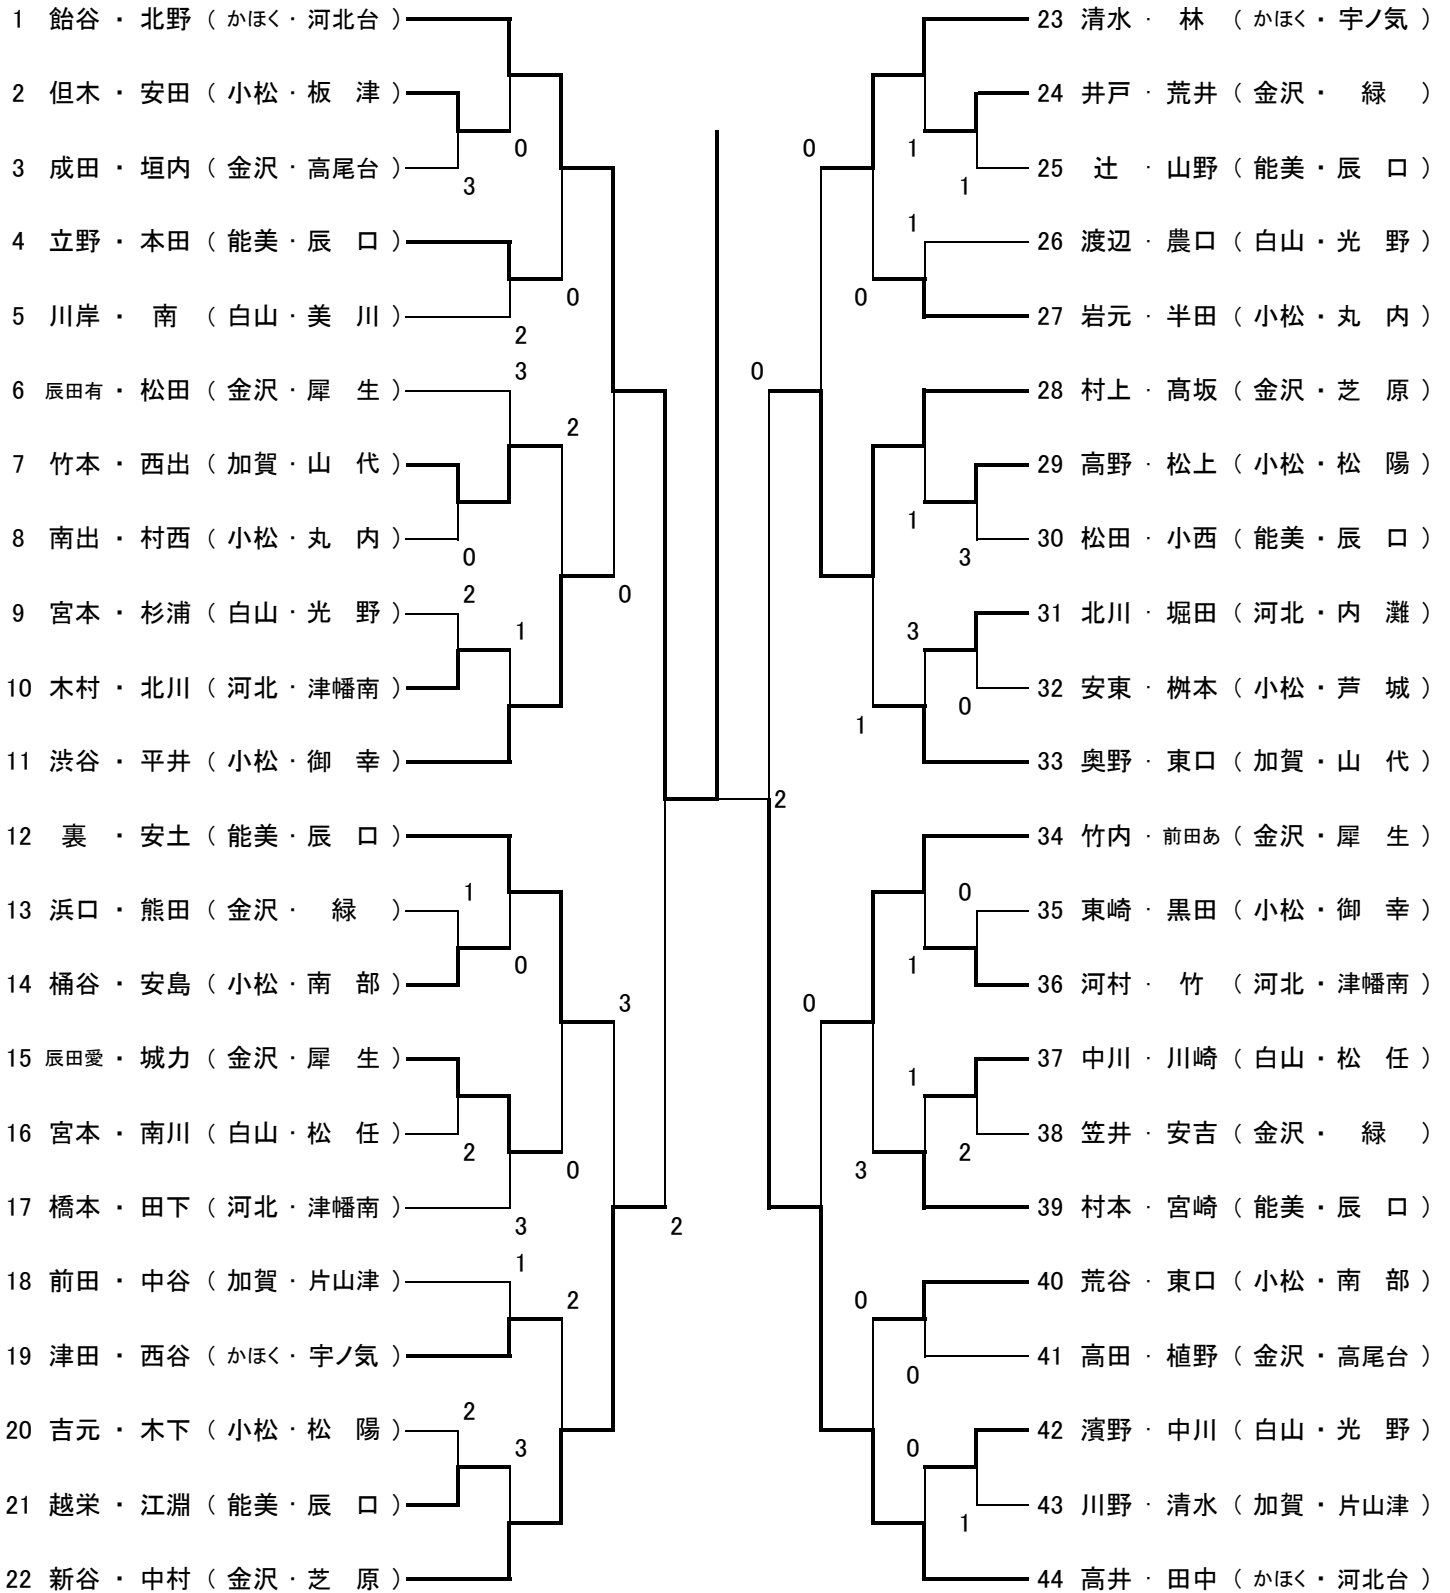 1 飴谷 ・ 北野 （ かほく ・ 河北台 ）
2 但木 ・ 安田 （ 小松 ・ 板　津 ）
0
3 成田 ・ 垣内 （ 金沢 ・ 高尾台 ）
3
4 立野 ・ 本田 （ 能美 ・ 辰　口 ）
0
5 川岸 ・ 南 （ 白山 ・ 美　川 ）
2
3
6 辰田有 ・ 松田 （ 金沢 ・ 犀　生 ）
2
7 竹本 ・ 西出 （ 加賀 ・ 山　代 ）
8 南出 ・ 村西 （ 小松 ・ 丸　内 ）
0
2
0
9 宮本 ・ 杉浦 （ 白山 ・ 光　野 ）
1
10 木村 ・ 北川 （ 河北 ・ 津幡南 ）
11 渋谷 ・ 平井 （ 小松 ・ 御　幸 ）
12 裏 ・ 安土 （ 能美 ・ 辰　口 ）
1
13 浜口 ・ 熊田 （ 金沢 ・ 緑 ）
0
14 桶谷 ・ 安島 （ 小松 ・ 南　部 ）
3
15 辰田愛 ・ 城力 （ 金沢 ・ 犀　生 ）
16 宮本 ・ 南川 （ 白山 ・ 松　任 ）
2
0
17 橋本 ・ 田下 （ 河北 ・ 津幡南 ）
3
2
1
18 前田 ・ 中谷 （ 加賀 ・ 片山津 ）
2
19 津田 ・ 西谷 （ かほく ・ 宇ノ気 ）
2
20 吉元 ・ 木下 （ 小松 ・ 松　陽 ）
3
21 越栄 ・ 江淵 （ 能美 ・ 辰　口 ）
22 新谷 ・ 中村 （ 金沢 ・ 芝　原 ）
2
23 清水 ・ 林 （ かほく ・ 宇ノ気 ）
24 井戸 ・ 荒井 （ 金沢 ・ 緑 ）
0
1
25 辻 ・ 山野 （ 能美 ・ 辰　口 ）
1
1
26 渡辺 ・ 農口 （ 白山 ・ 光　野 ）
0
27 岩元 ・ 半田 （ 小松 ・ 丸　内 ）
0
28 村上 ・ 髙坂 （ 金沢 ・ 芝　原 ）
29 高野 ・ 松上 （ 小松 ・ 松　陽 ）
1
30 松田 ・ 小西 （ 能美 ・ 辰　口 ）
3
31 北川 ・ 堀田 （ 河北 ・ 内　灘 ）
3
32 安東 ・ 桝本 （ 小松 ・ 芦　城 ）
0
1
33 奥野 ・ 東口 （ 加賀 ・ 山　代 ）
34 竹内 ・ 前田あ （ 金沢 ・ 犀　生 ）
0
35 東崎 ・ 黒田 （ 小松 ・ 御　幸 ）
1
36 河村 ・ 竹 （ 河北 ・ 津幡南 ）
0
37 中川 ・ 川崎 （ 白山 ・ 松　任 ）
1
38 笠井 ・ 安吉 （ 金沢 ・ 緑 ）
2
3
39 村本 ・ 宮崎 （ 能美 ・ 辰　口 ）
40 荒谷 ・ 東口 （ 小松 ・ 南　部 ）
0
41 高田 ・ 植野 （ 金沢 ・ 高尾台 ）
0
42 濱野 ・ 中川 （ 白山 ・ 光　野 ）
0
43 川野 ・ 清水 （ 加賀 ・ 片山津 ）
1
44 高井 ・ 田中 （ かほく ・ 河北台 ）